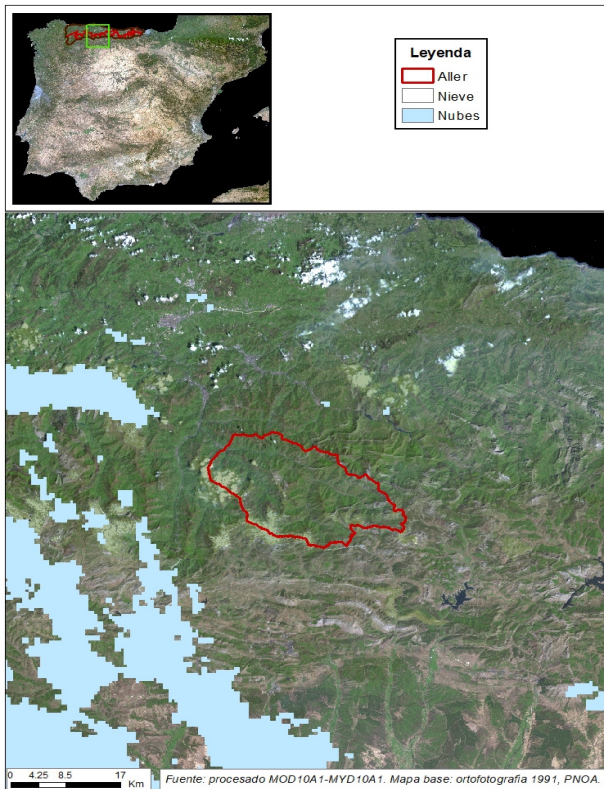 Leyenda
Aller
Nieve
Nubes
0 4.25 8.5 17
Km
Fuente: procesado MOD10A1-MYD10A1. Mapa base: ortofotografia 1991, PNOA.